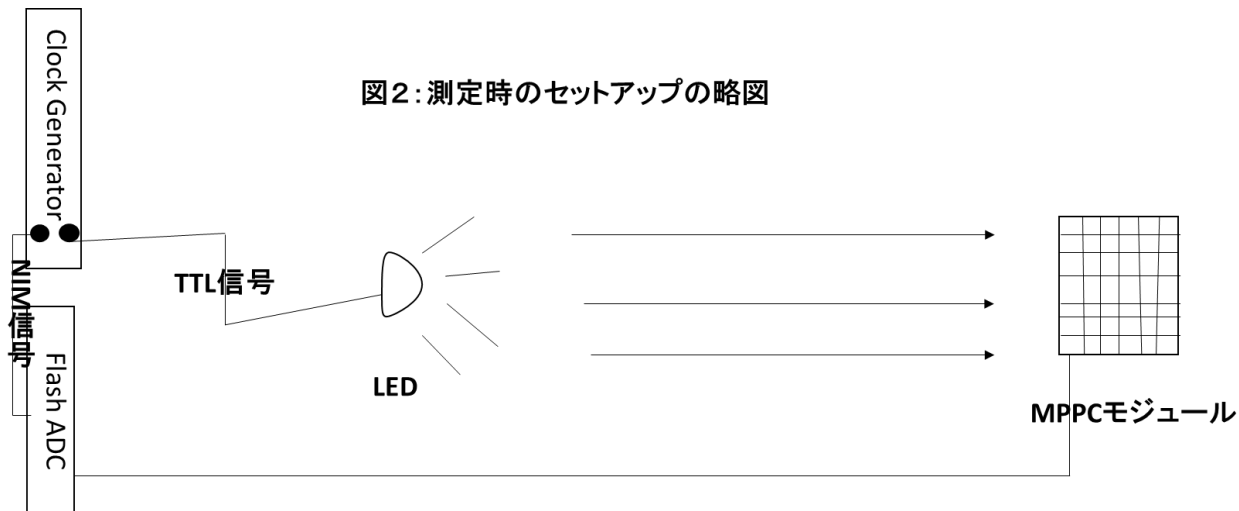 Clock Generator
図２：測定時のセットアップの略図
NIM信号
TTL信号
LED
Flash ADC
MPPCモジュール